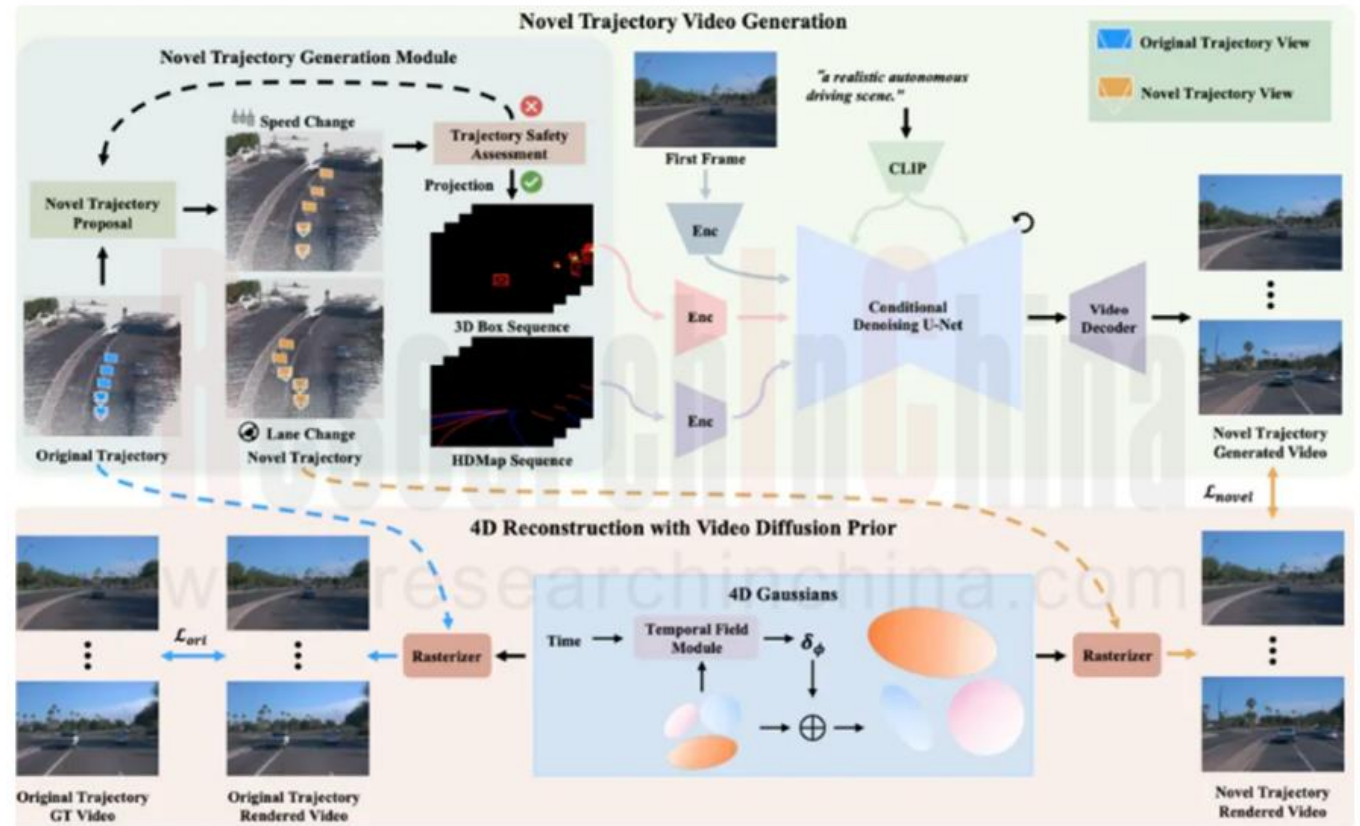 Novel Trajectory Video Generation
Novel Trajectory Generation Module
Original Trajectory View
Novel Trajectory View
Speed Change
Trajectory Safety
Assessment
Projection
Novel Trajectory
Proposal
First Frame
"a realistic autonomous
driving scene."
CLIP
Enc
Enc
Enc
3D Box Sequence
Conditional
Denoising U-Net
Video
Decoder
Lane Change
Original Trajectory
Novel Trajectory
HDMap Sequence
Novel Trajectory
Generated Video
ℒnovel
ResearchInChina
www.researchinchina.com
4D Reconstruction with Video Diffusion Prior
4D Gaussians
ℒori
Rasterizer
Time
Temporal Field
Module
δϕ
Rasterizer
Original Trajectory
GT Video
Original Trajectory
Rendered Video
Novel Trajectory
Rendered Video